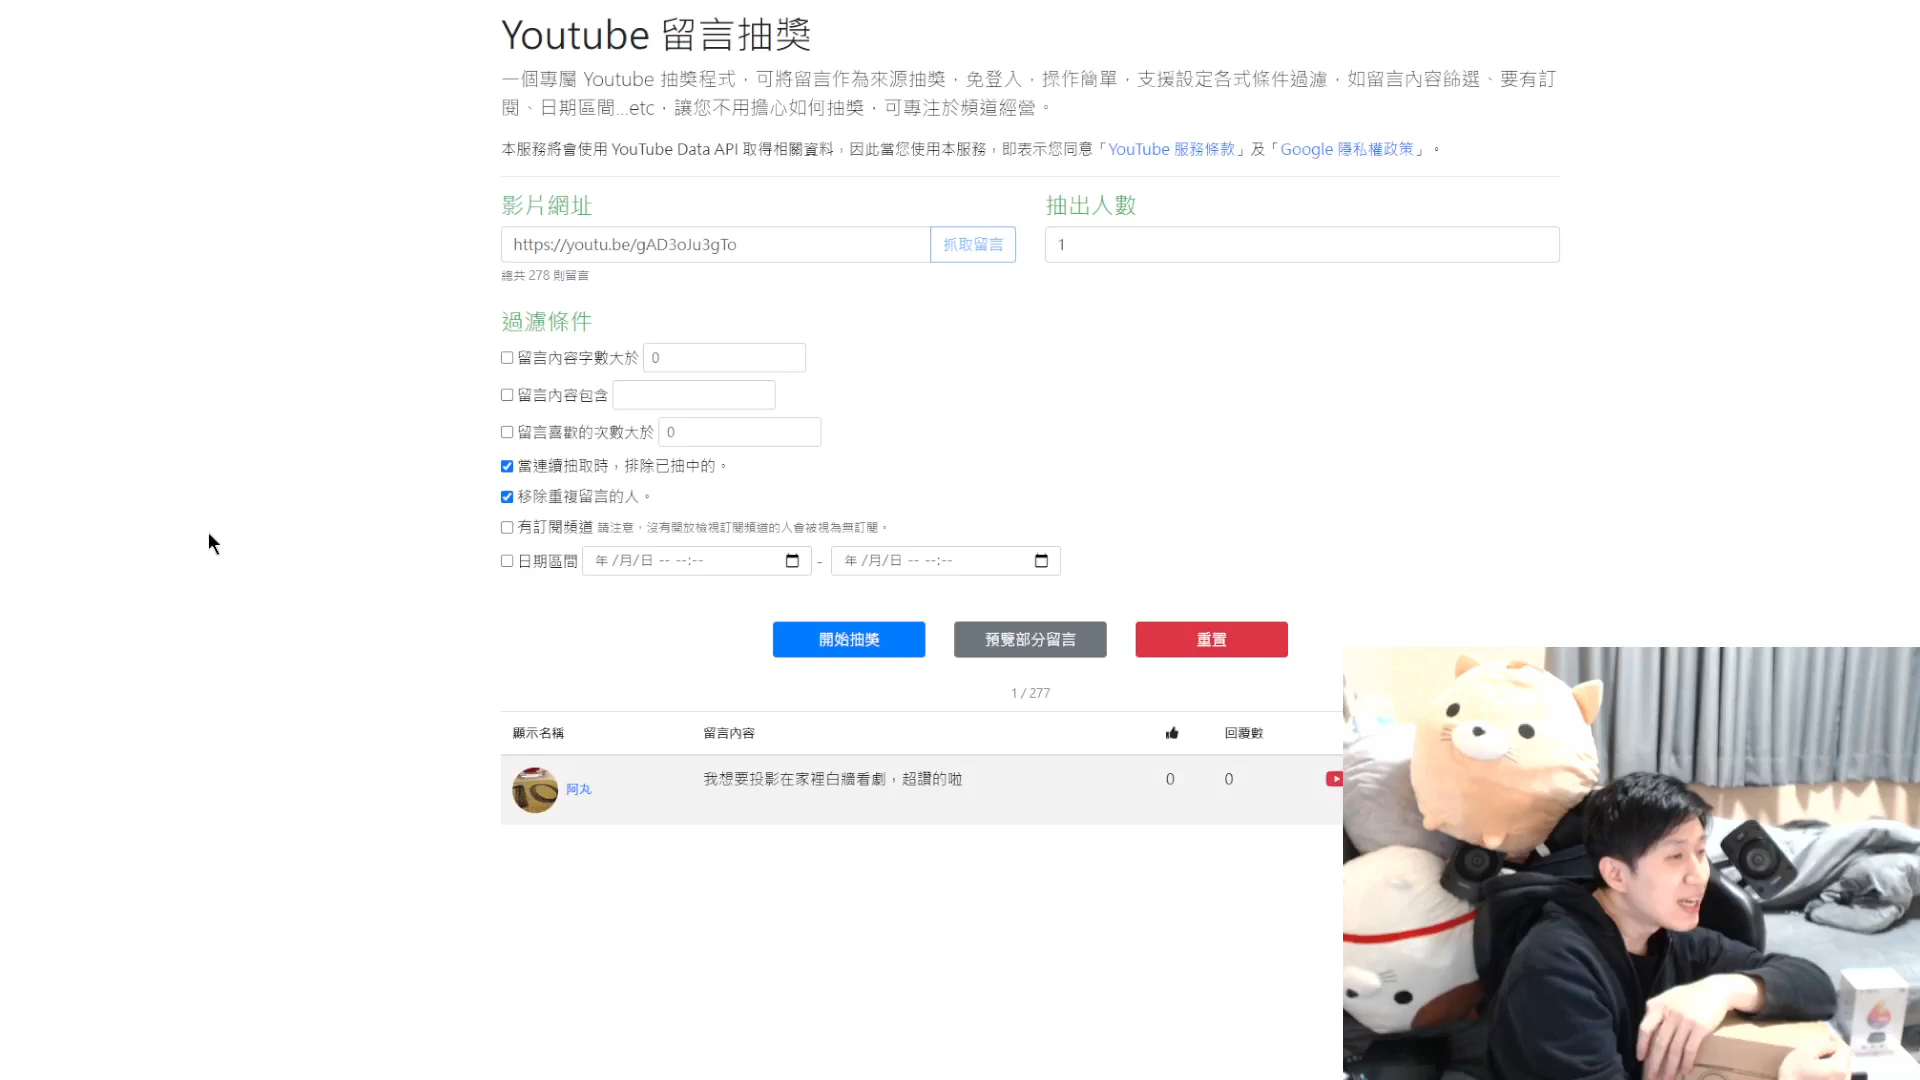 Youtube 留言抽獎
一個專屬 Youtube 抽獎程式，可將留言作為來源抽獎，免登入，操作簡單，支援設定各式條件過濾，如留言內容篩選、要有訂
閱、日期區間...etc，讓您不用擔心如何抽獎，可專注於頻道經營。
本服務將會使用 YouTube Data API 取得相關資料，因此當您使用本服務，即表示您同意「YouTube 服務條款」及「Google 隱私權政策」。
影片網址
抽出人數
https://youtu.be/gAD3oJu3gTo
抓取留言
1
總共 278 則留言
過濾條件
留言內容字數大於 0
留言內容包含
留言喜歡的次數大於 0
當連續抽取時，排除已抽中的。
移除重複留言的人。
有訂閱頻道 請注意，沒有開放檢視訂閱頻道的人會被視為無訂閱。
日期區間 年 /月/日 -- --:-- - 年 /月/日 -- --:--
開始抽獎 預覽部分留言 重置
1 / 277
顯示名稱 留言內容 回覆數
阿丸 我想要投影在家裡白牆看劇，超讚的啦 0 0